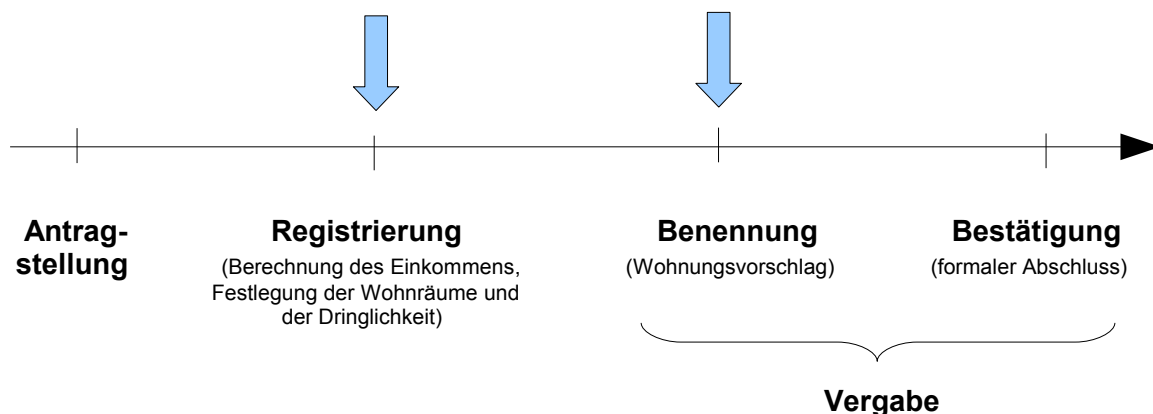 Antrag-
stellung
Registrierung
(Berechnung des Einkommens,
Festlegung der Wohnräume und
der Dringlichkeit)
Benennung
(Wohnungsvorschlag)
Bestätigung
(formaler Abschluss)
Vergabe